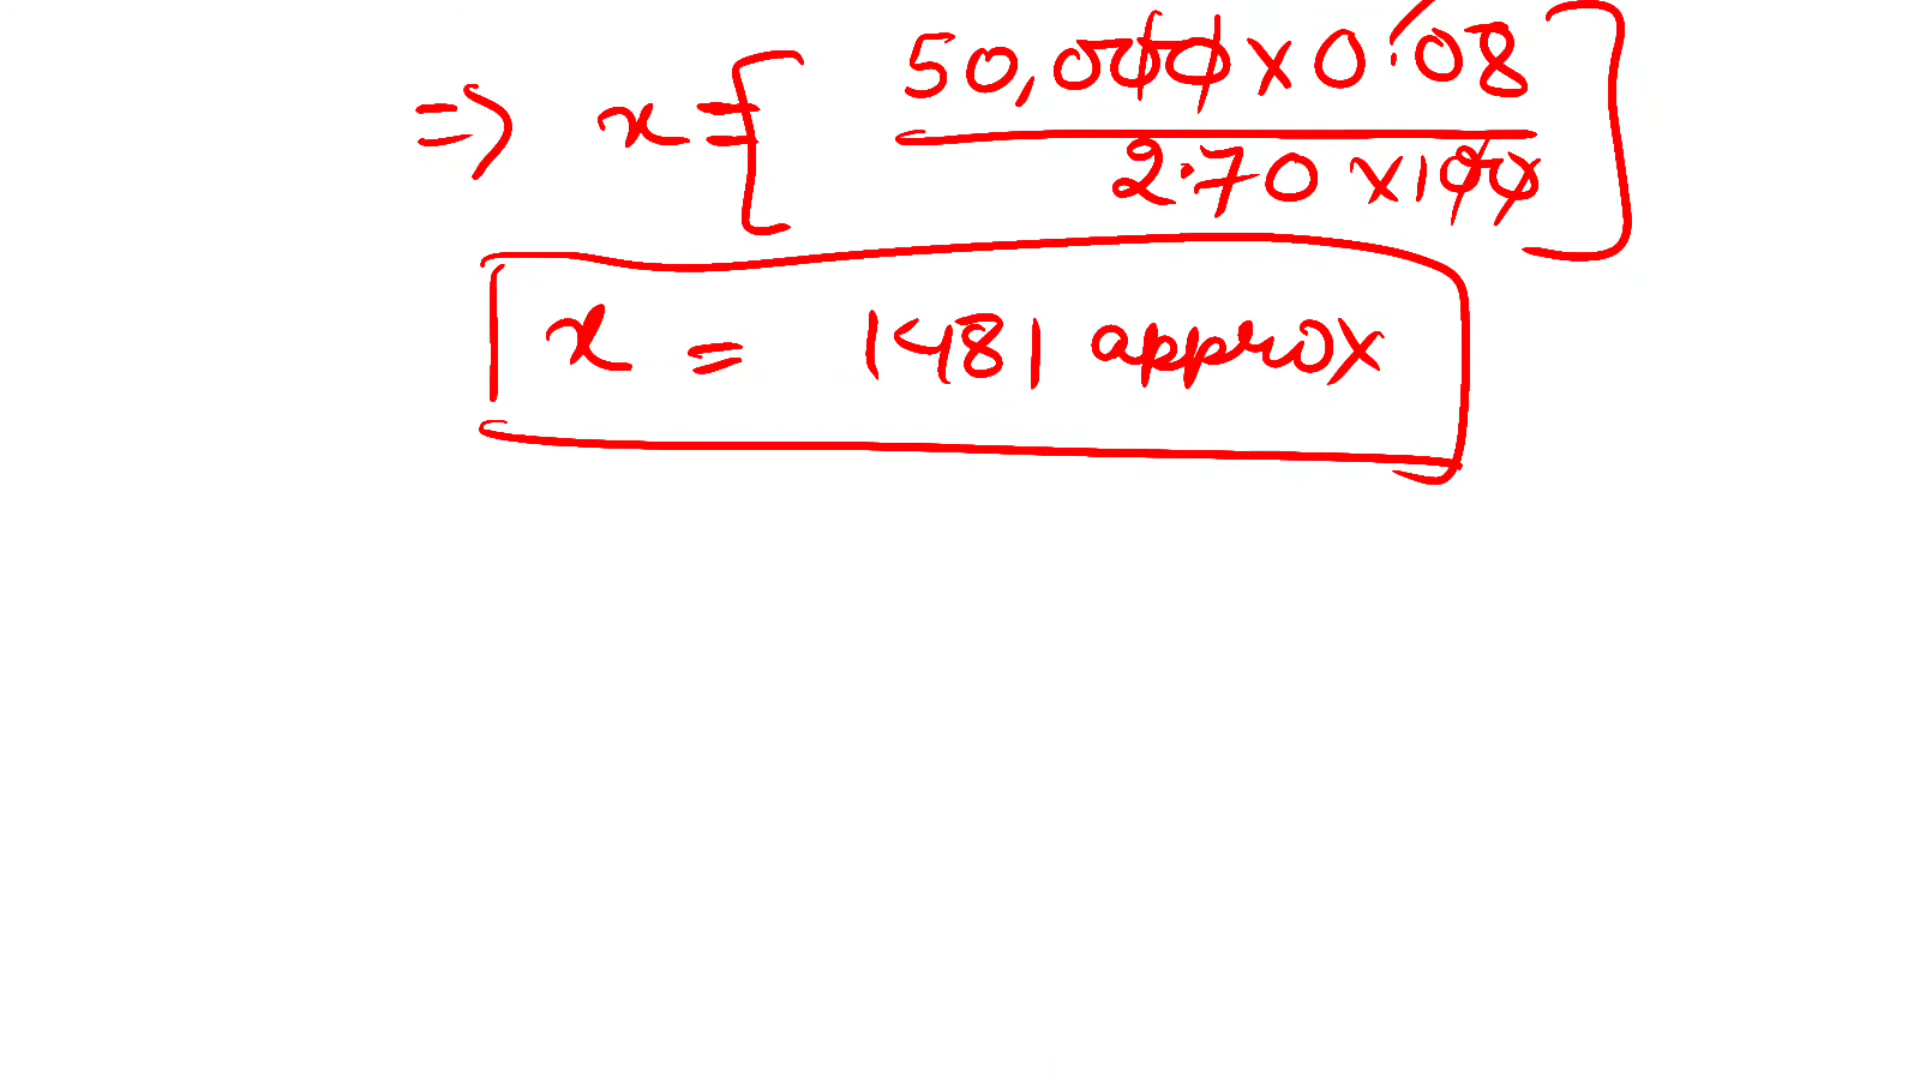 ⇒ x = [ 50,000 × 0.08
2.70 × 100 ]
x = 1481 approx